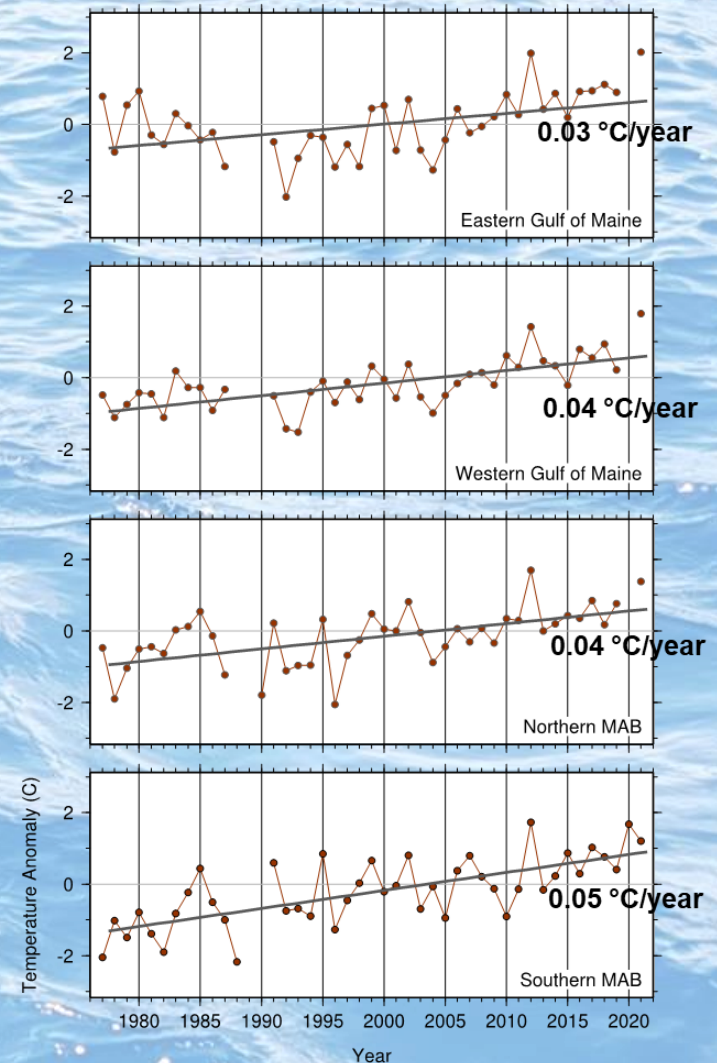 2
0
-2
0.03 °C/year
Eastern Gulf of Maine
2
0
-2
0.04 °C/year
Western Gulf of Maine
2
0
-2
0.04 °C/year
Northern MAB
Temperature Anomaly (C)
2
0
-2
0.05 °C/year
Southern MAB
1980 1985 1990 1995 2000 2005 2010 2015 2020
Year